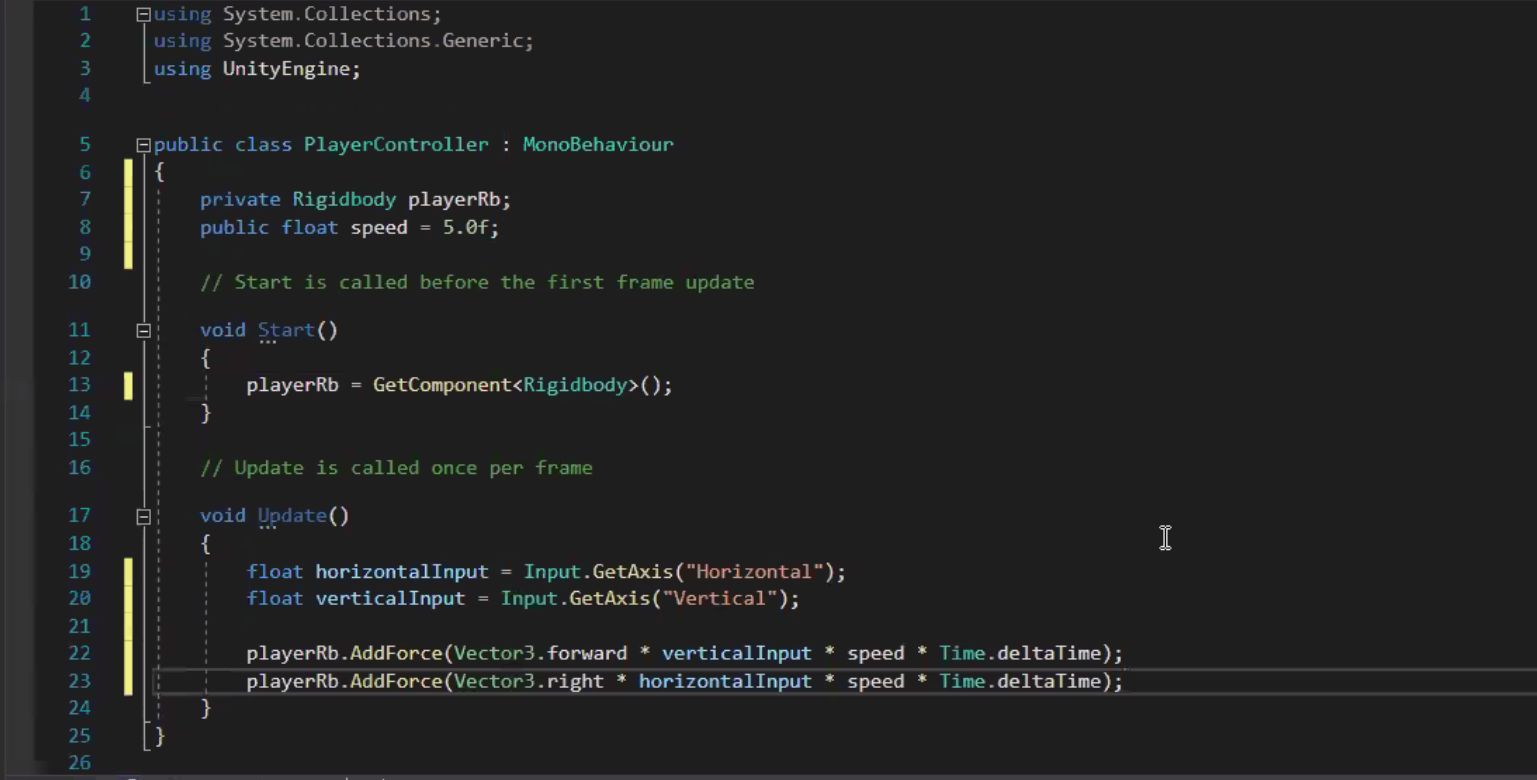 1 using System.Collections;
2 using System.Collections.Generic;
3 using UnityEngine;
4
5 public class PlayerController : MonoBehaviour
6 {
7 private Rigidbody playerRb;
8 public float speed = 5.0f;
9
10 // Start is called before the first frame update
11 void Start()
12 {
13 playerRb = GetComponent<Rigidbody>();
14 }
15
16 // Update is called once per frame
17 void Update()
18 {
19 float horizontalInput = Input.GetAxis("Horizontal");
20 float verticalInput = Input.GetAxis("Vertical");
21
22 playerRb.AddForce(Vector3.forward * verticalInput * speed * Time.deltaTime);
23 playerRb.AddForce(Vector3.right * horizontalInput * speed * Time.deltaTime);
24 }
25 }
26